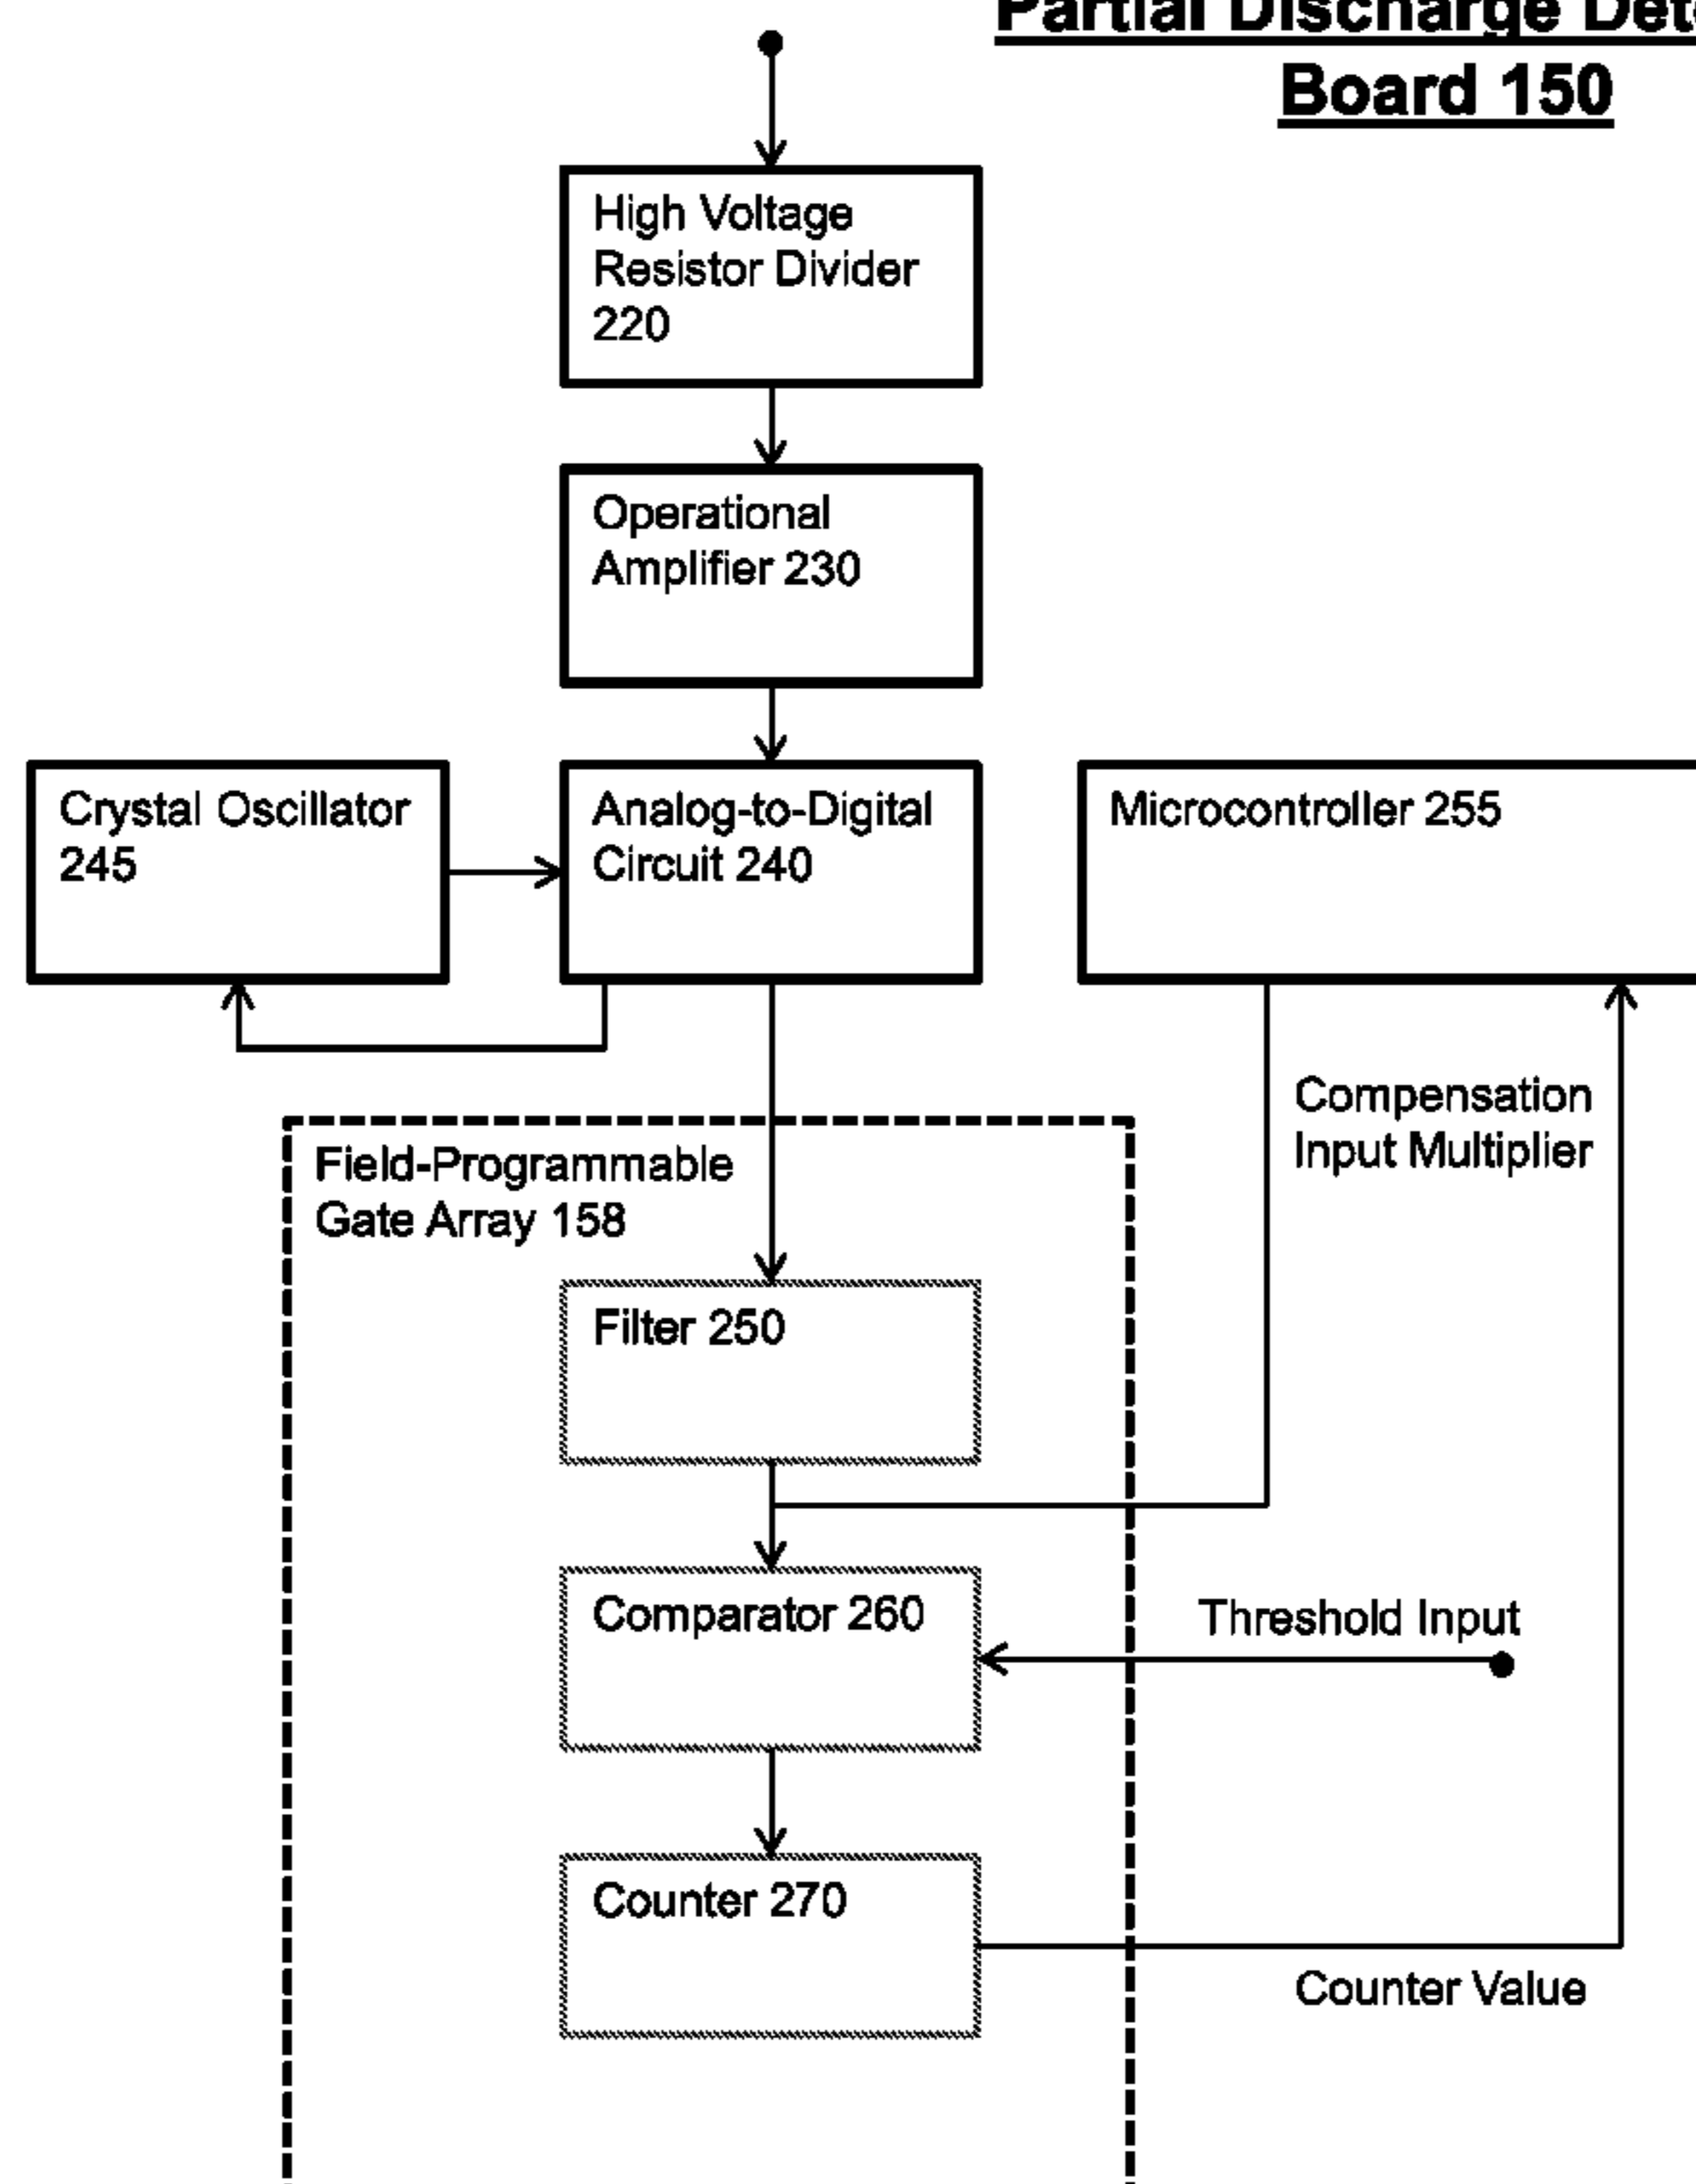 Partial Discharge
Board 150
High Voltage
Resistor Divider
220
Operational
Amplifier 230
Crystal Oscillator
245
Analog-to-Digital
Circuit 240
Microcontroller 255
Compensation
Input Multiplier
Field-Programmable
Gate Array 158
Filter 250
Comparator 260
Threshold Input
Counter 270
Counter Value